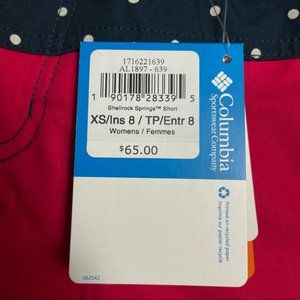 1716221639
AL1897 - 639
1 90178 28339 5
Shellrock Springs™ Short
XS/Ins 8 / TP/Entr 8
Womens / Femmes
$65.00
Columbia
Sportswear Company
Printed on recycled paper
Imprimé sur papier recyclé
062542